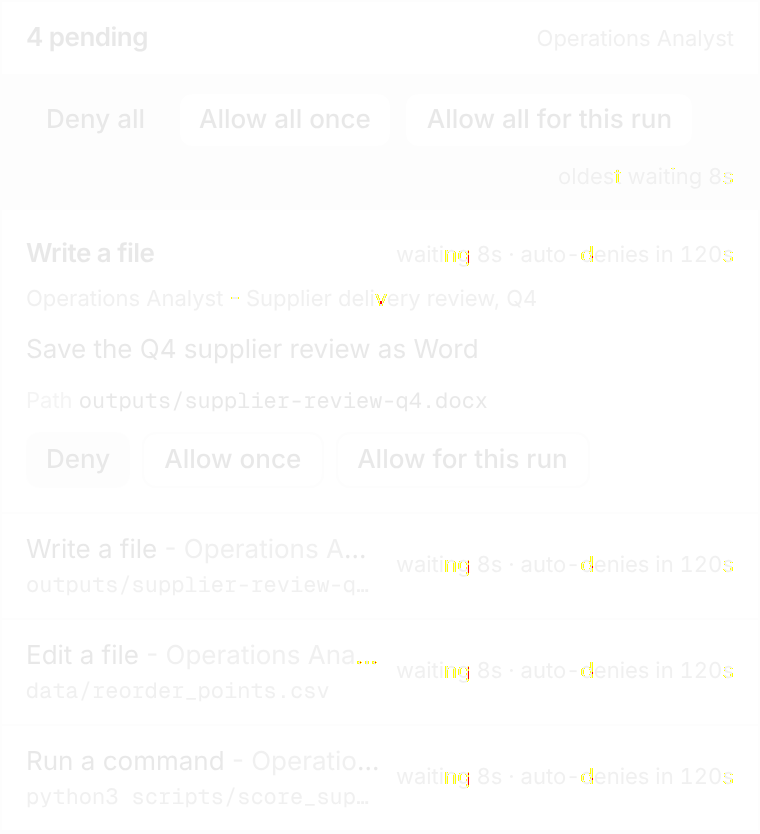 4 pending
Operations Analyst
Deny all
Allow all once
Allow all for this run
oldest waiting 8s
Write a file
waiting 8s · auto-denies in 120s
Operations Analyst - Supplier delivery review, Q4
Save the Q4 supplier review as Word
Path outputs/supplier-review-q4.docx
Deny
Allow once
Allow for this run
Write a file - Operations A...
waiting 8s · auto-denies in 120s
outputs/supplier-review-q…
Edit a file - Operations Ana...
waiting 8s · auto-denies in 120s
data/reorder_points.csv
Run a command - Operatio...
waiting 8s · auto-denies in 120s
python3 scripts/score_sup…